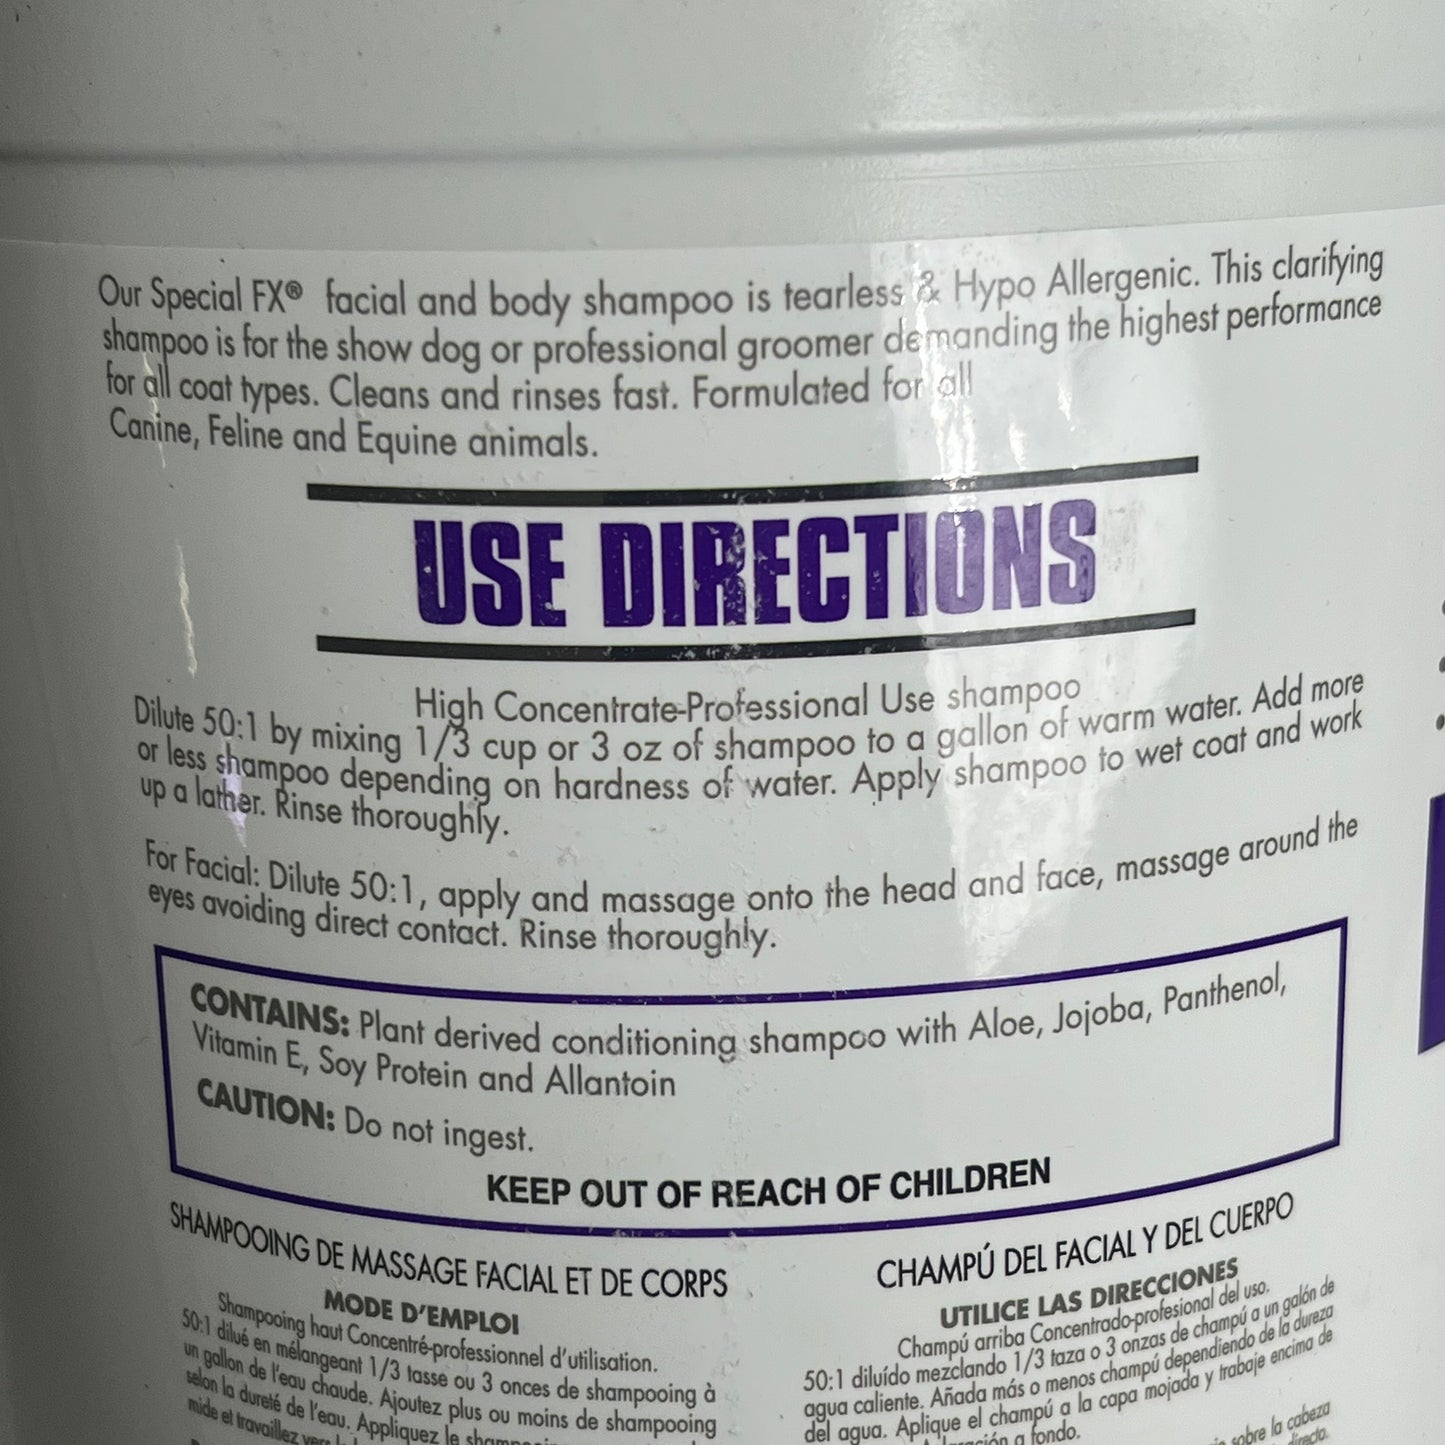 Our Special FX® facial and body shampoo is tearless & Hypo Allergenic. This clarifying
shampoo is for the show dog or professional groomer demanding the highest performance
for all coat types. Cleans and rinses fast. Formulated for all
Canine, Feline and Equine animals.
USE DIRECTIONS
High Concentrate-Professional Use shampoo
Dilute 50:1 by mixing 1/3 cup or 3 oz of shampoo to a gallon of warm water. Add more
or less shampoo depending on hardness of water. Apply shampoo to wet coat and work
up a lather. Rinse thoroughly.
For Facial: Dilute 50:1, apply and massage onto the head and face, massage around the
eyes avoiding direct contact. Rinse thoroughly.
CONTAINS: Plant derived conditioning shampoo with Aloe, Jojoba, Panthenol,
Vitamin E, Soy Protein and Allantoin
CAUTION: Do not ingest.
KEEP OUT OF REACH OF CHILDREN
SHAMPOOING DE MASSAGE FACIAL ET DE CORPS
MODE D'EMPLOI
Shampooing haut Concentré-professionnel d'utilisation.
50:1 dilué en mélangeant 1/3 tasse ou 3 onces de shampooing à
un gallon de l'eau chaude. Ajoutez plus ou moins de shampooing
selon la dureté de l'eau. Appliquez le
mide et travaillez
CHAMPÚ DEL FACIAL Y DEL CUERPO
UTILICE LAS DIRECCIONES
Champú arriba Concentrado-profesional del uso.
50:1 diluído mezclando 1/3 taza o 3 onzas de champú a un galón de
agua caliente. Añada más o menos champú dependiendo de la dureza
del agua. Aplique el champú a la capa mojada y trabaje encima de
a fondo.
sobre la cabeza